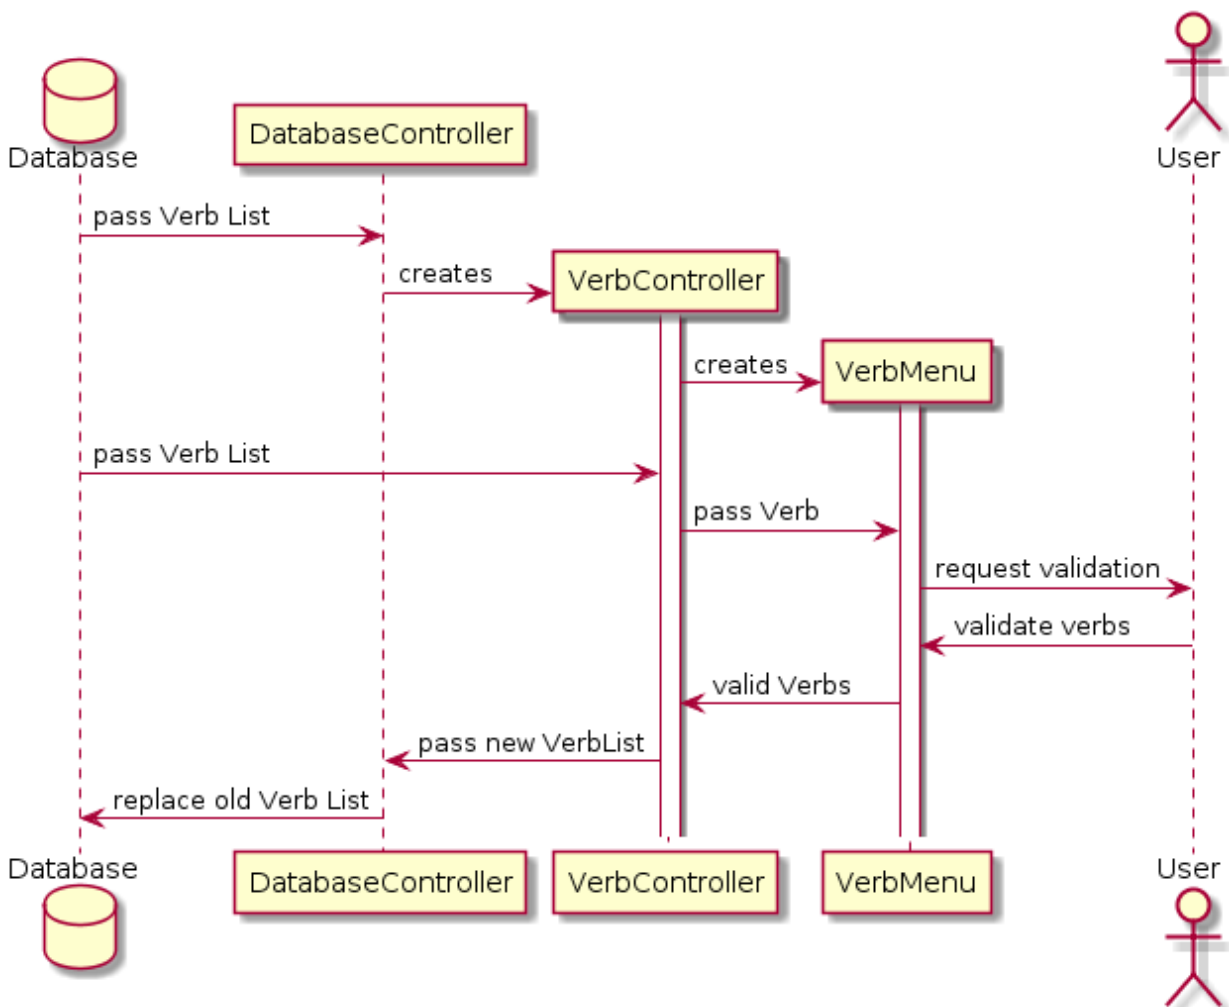 Database
DatabaseController
User
pass Verb List
creates
VerbController
creates
VerbMenu
pass Verb List
pass Verb
request validation
validate verbs
valid Verbs
pass new VerbList
replace old Verb List
Database
DatabaseController
VerbController
VerbMenu
User